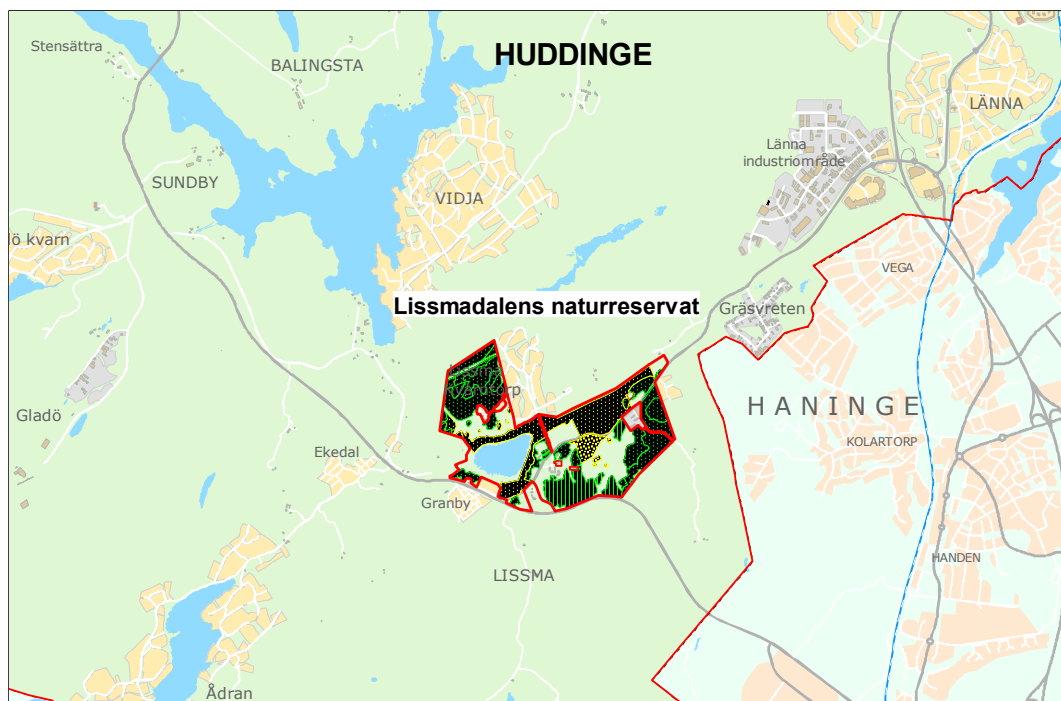 HUDDINGE
Stensättra
BALINGSTA
LÄNNA
Länna
industriområde
SUNDBY
VIDJA
ö kvarn
VEGA
Lissmadalens naturreservat
Gräsvreten
HANINGE
Gladö
KOLARTORP
Ekedal
Granby
HANDEN
LISSMA
Ådran